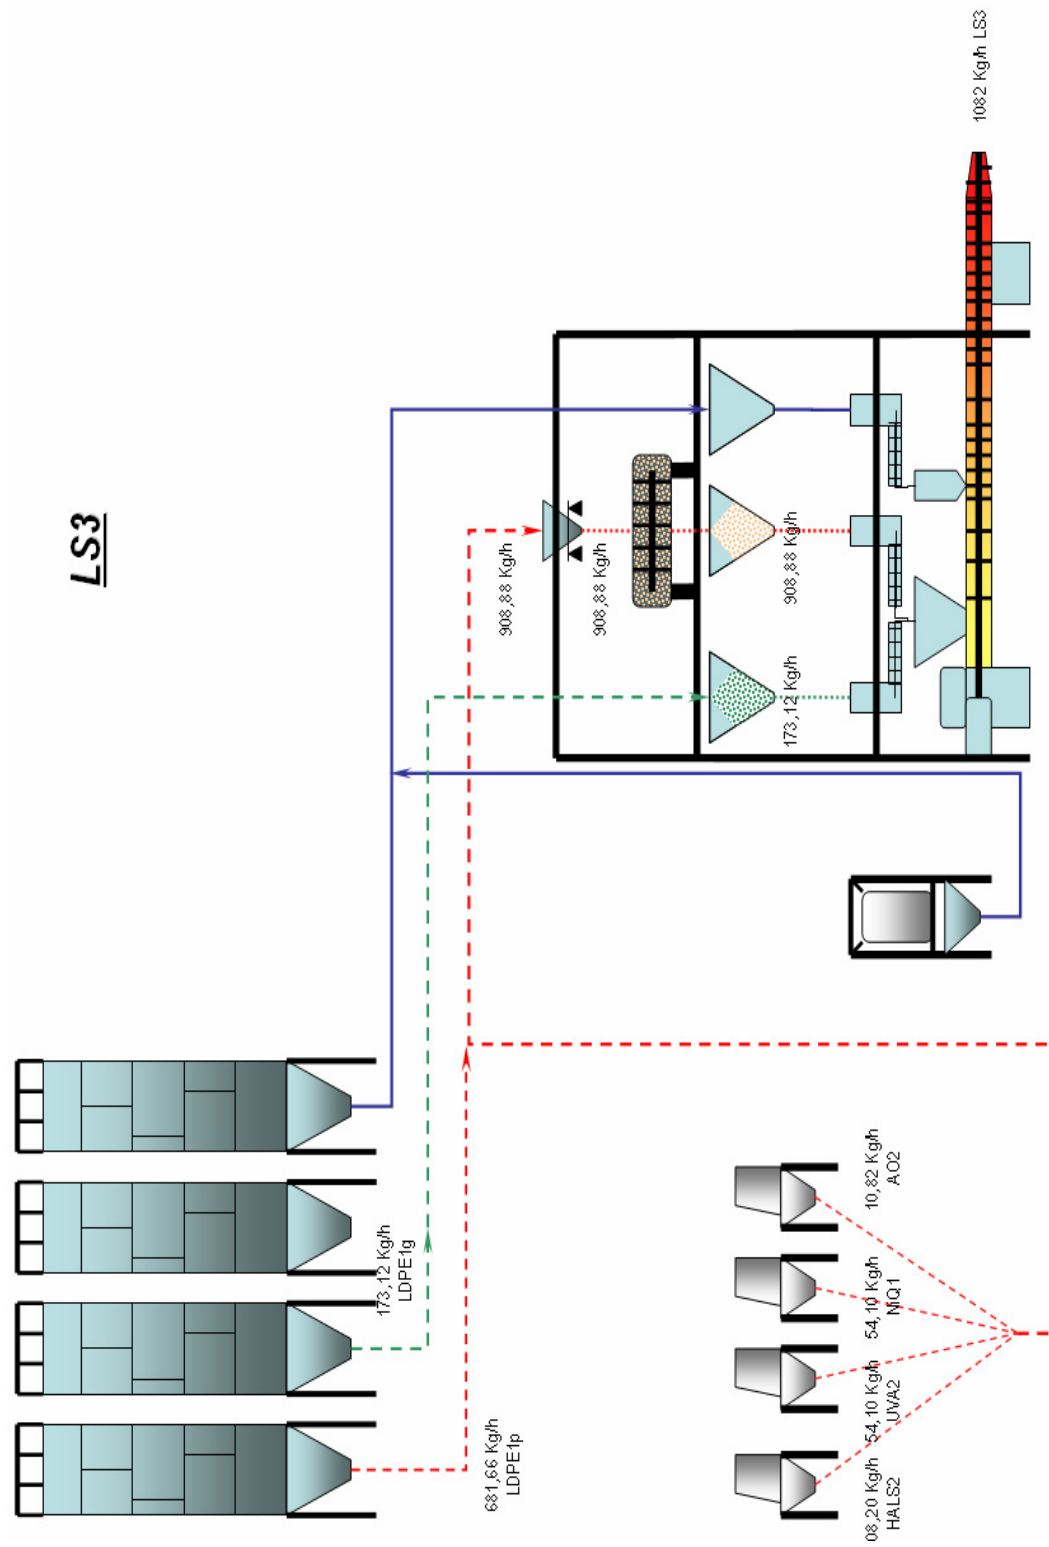 LS3
1082 Kg/h LS3
908,88 Kg/h
908,88 Kg/h
908,88 Kg/h
173,12 Kg/h
173,12 Kg/h
LDPE1g
681,66 Kg/h
LDPE1p
10,82 Kg/h
AO2
54,10 Kg/h
NIQ1
54,10 Kg/h
UVA2
08,20 Kg/h
HALS2